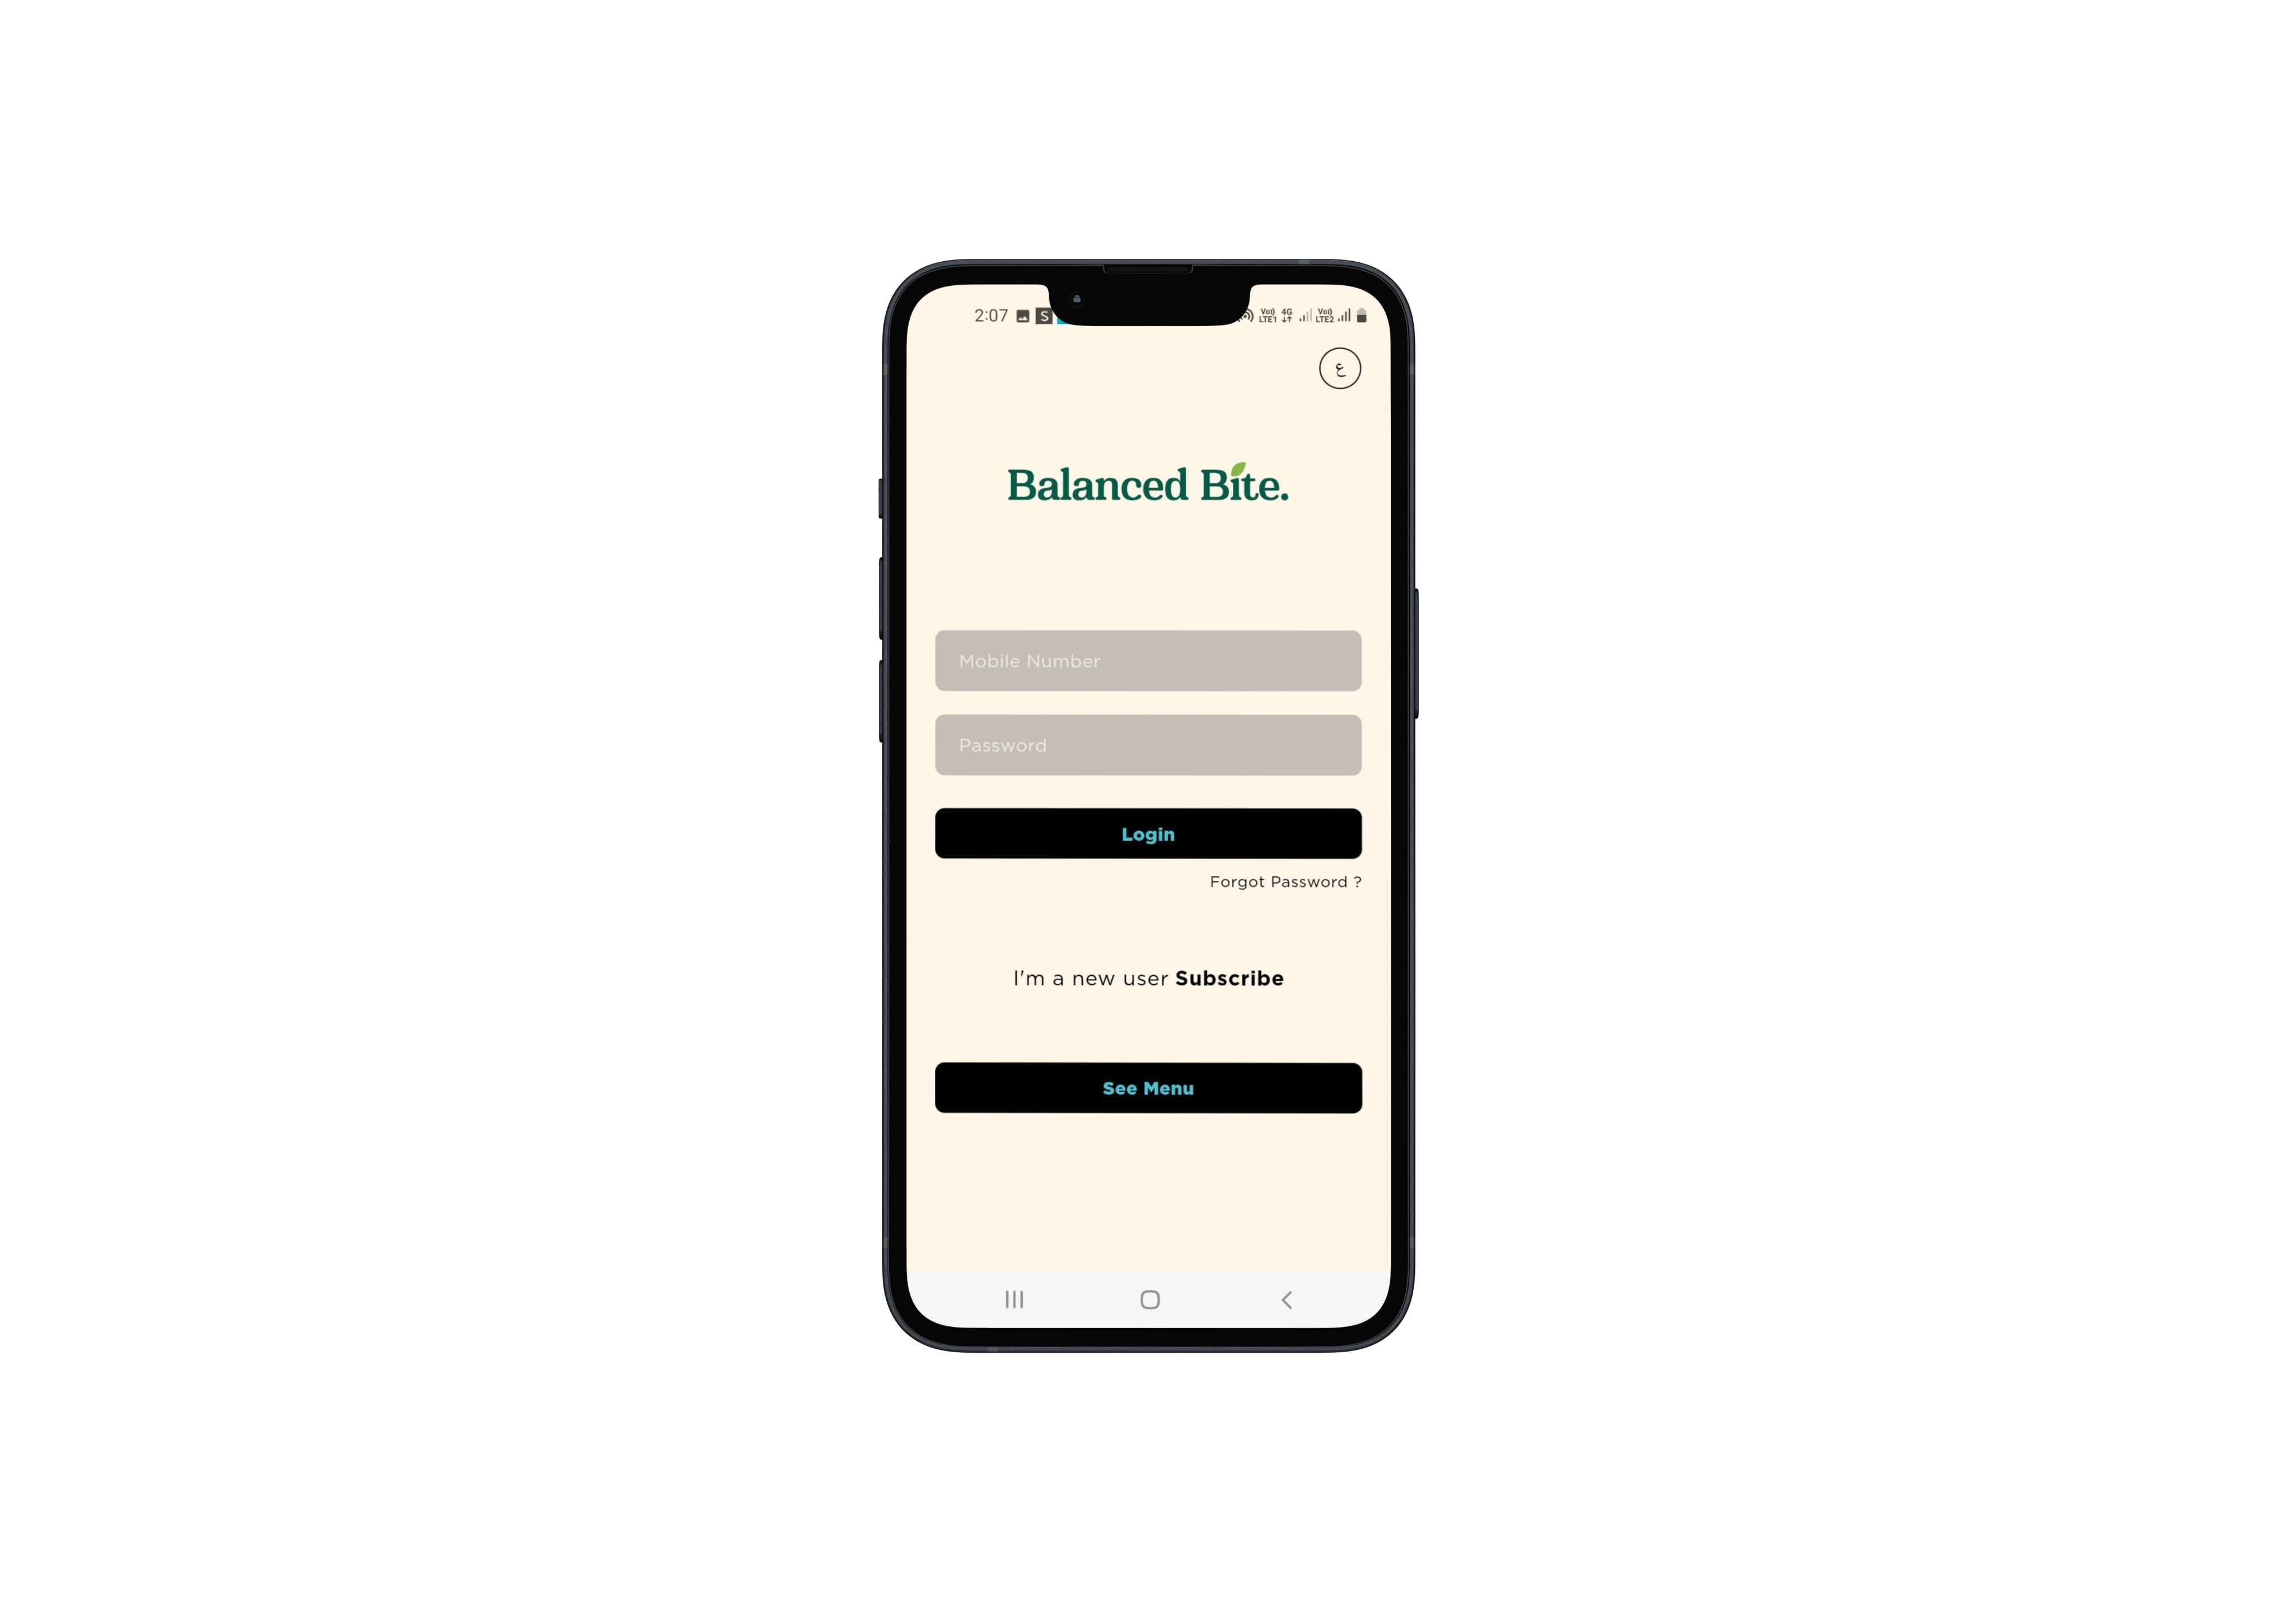 2:07 S Vo) LTE1 4G Vo) LTE2
ع
Balanced Bite.
Mobile Number
Password
Login
Forgot Password ?
I'm a new user Subscribe
See Menu